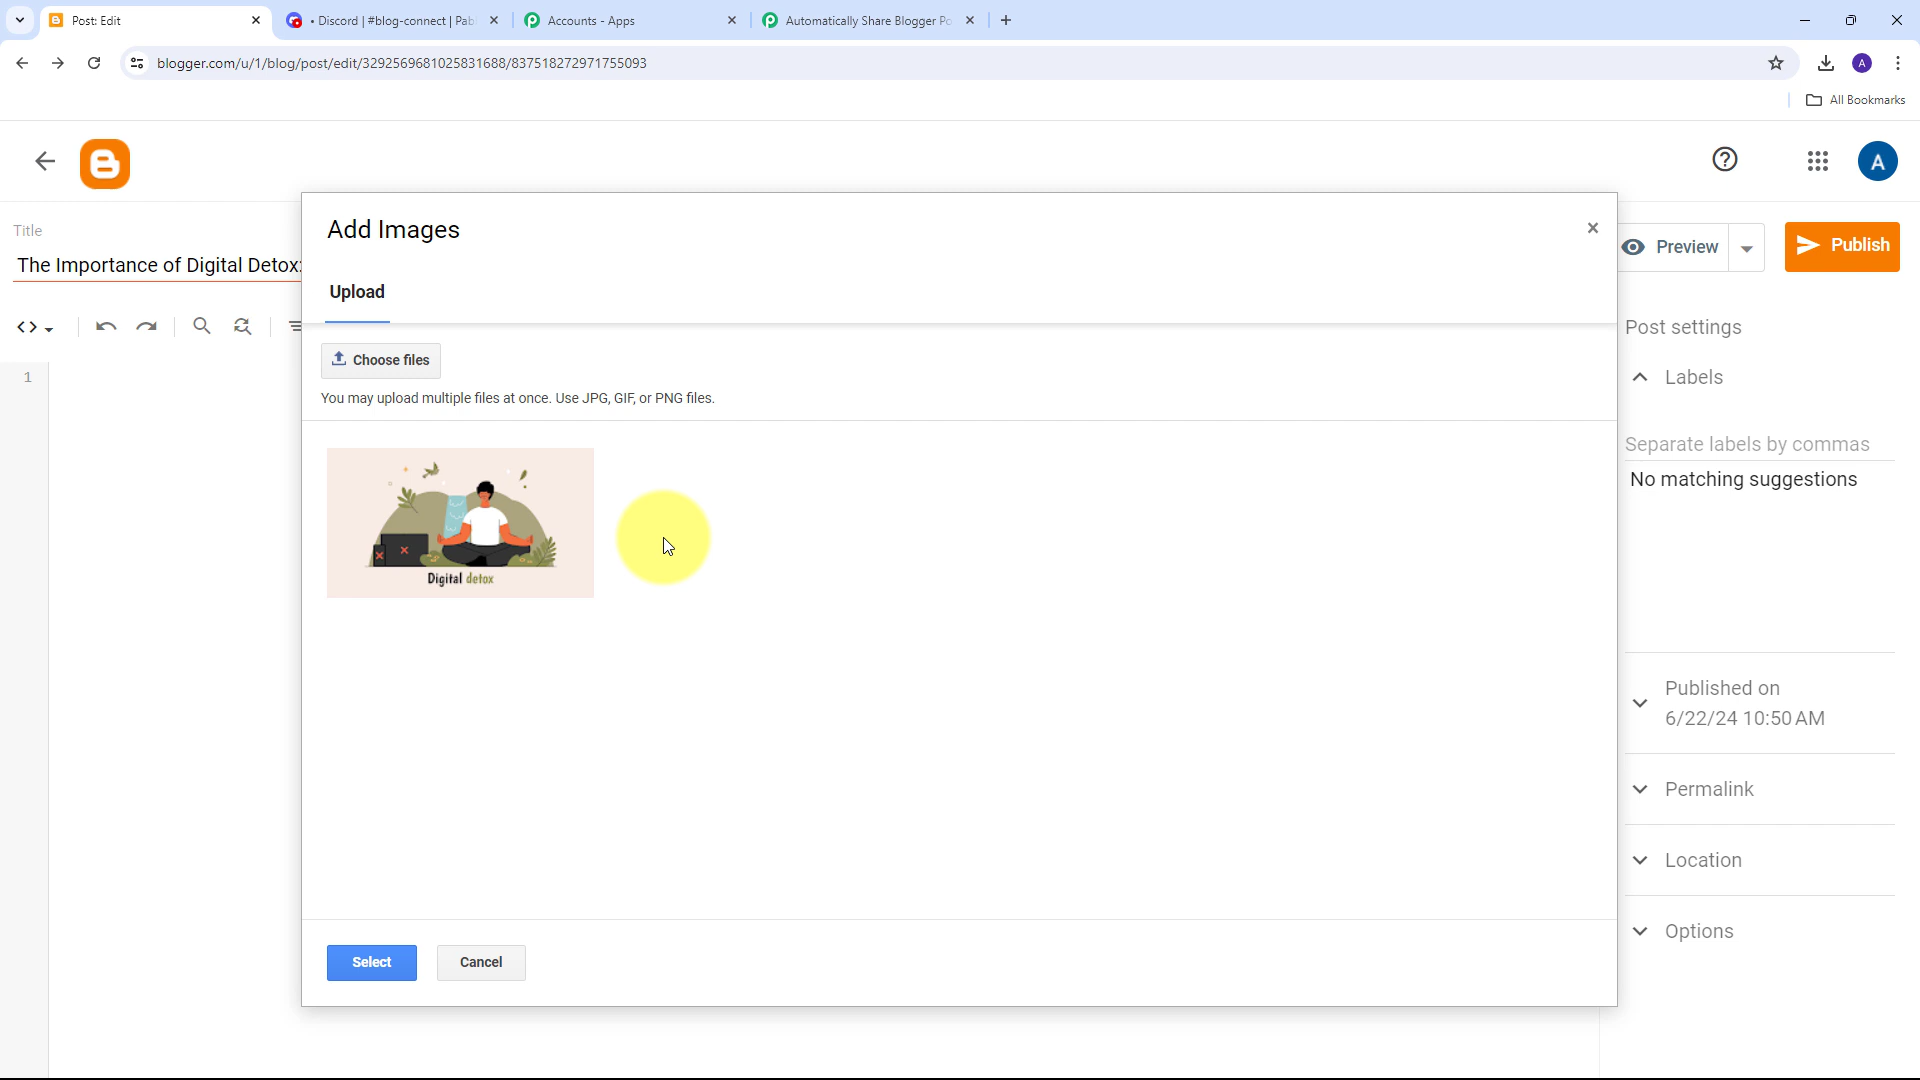 Post: Edit
• Discord | #blog-connect | Pab
Accounts - Apps
Automatically Share Blogger Po
blogger.com/u/1/blog/post/edit/3292569681025831688/837518272971755093
A
All Bookmarks
A
Title
The Importance of Digital Detox:
Preview
Publish
Add Images
Upload
Choose files
You may upload multiple files at once. Use JPG, GIF, or PNG files.
Digital detox
Select
Cancel
1
Post settings
Labels
Separate labels by commas
No matching suggestions
Published on
6/22/24 10:50 AM
Permalink
Location
Options